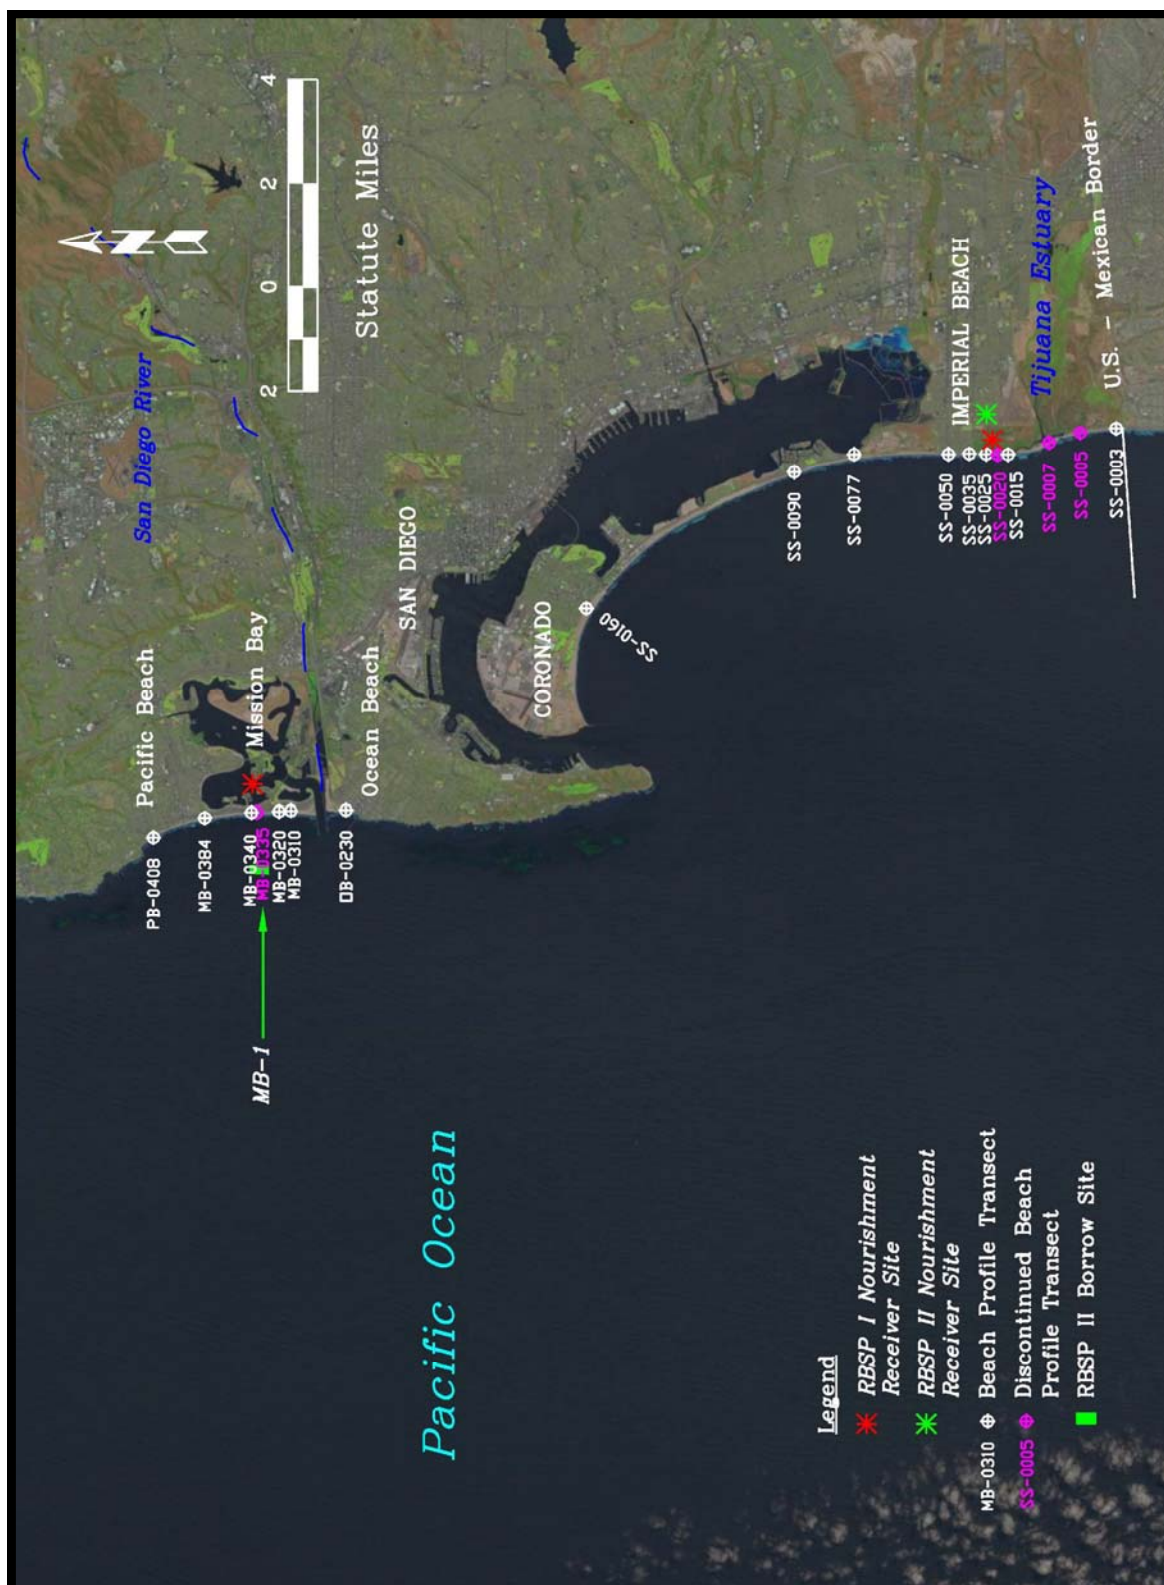 San Diego River
4
2
0
2
Statute Miles
Pacific Beach
Mission Bay
Ocean Beach
SAN DIEGO
CORONADO
IMPERIAL BEACH
Tijuana Estuary
U.S. - Mexican Border
PB-0408
MB-0384
MB-0340
MB-0335
MB-0320
MB-0310
OB-0230
SS-0160
SS-0090
SS-0077
SS-0050
SS-0035
SS-0025
SS-0020
SS-0015
SS-0007
SS-0005
SS-0003
MB-1
Pacific Ocean
Legend
RBSP I Nourishment
Receiver Site
RBSP II Nourishment
Receiver Site
MB-0310 Beach Profile Transect
SS-0005 Discontinued Beach
Profile Transect
RBSP II Borrow Site
N